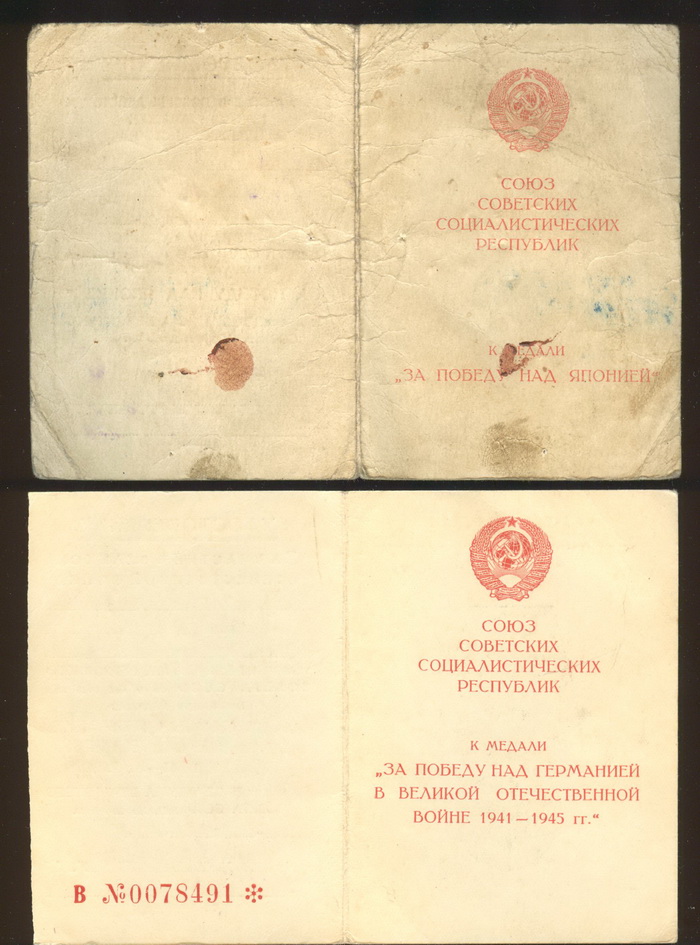 СОЮЗ
СОВЕТСКИХ
СОЦИАЛИСТИЧЕСКИХ
РЕСПУБЛИК
К МЕДАЛИ
„ЗА ПОБЕДУ НАД ЯПОНИЕЙ“
СОЮЗ
СОВЕТСКИХ
СОЦИАЛИСТИЧЕСКИХ
РЕСПУБЛИК
К МЕДАЛИ
„ЗА ПОБЕДУ НАД ГЕРМАНИЕЙ
В ВЕЛИКОЙ ОТЕЧЕСТВЕННОЙ
ВОЙНЕ 1941—1945 гг.“
В №0078491 ❇